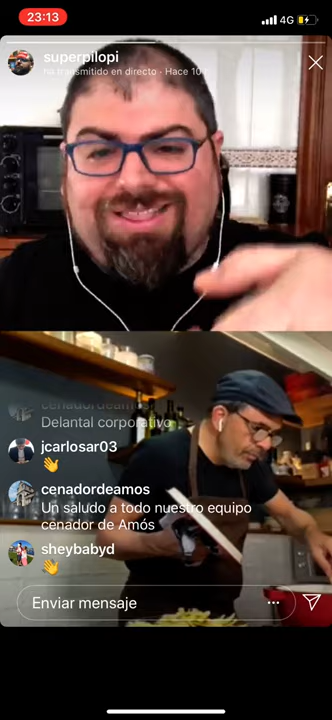 23:13
4G
superpilopi
ha transmitido en directo · Hace 10
cenadordeamos
Delantal corporativo
jcarlosar03
👋
cenadordeamos
Un saludo a todo nuestro equipo
cenador de Amós
sheybabyd
👋
Enviar mensaje